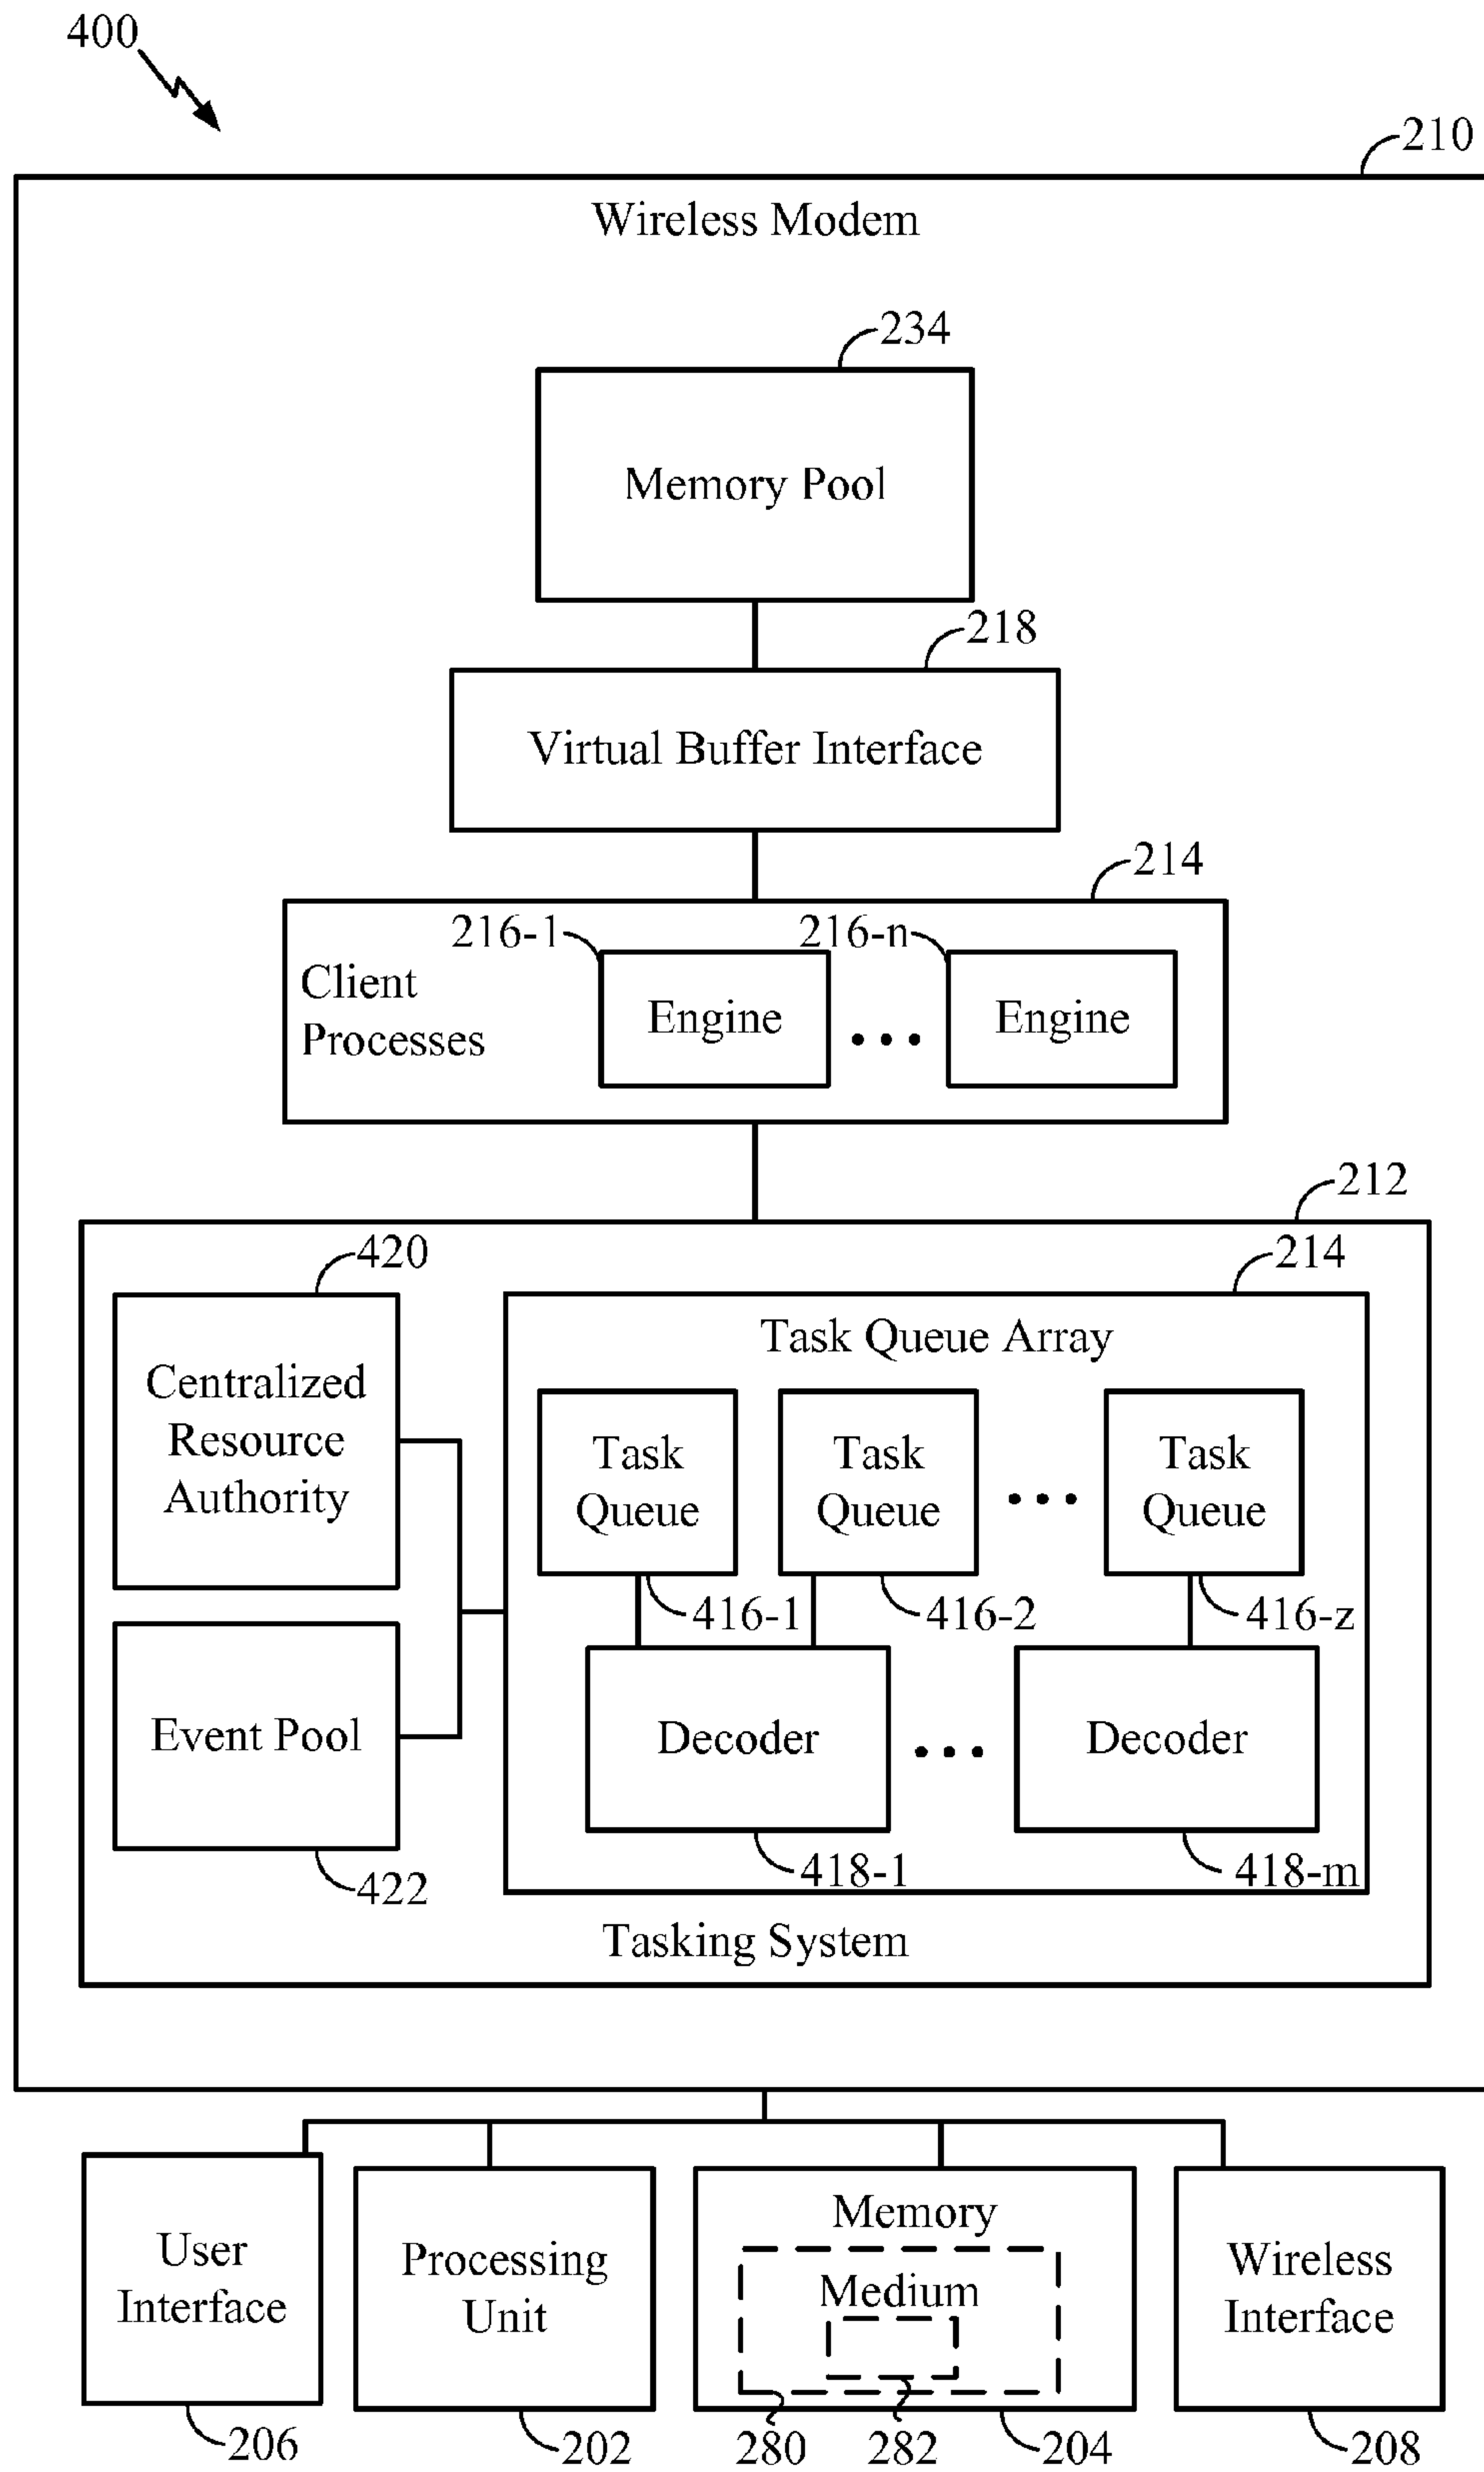 400
210
Wireless Modem
234
Memory Pool
218
Virtual Buffer Interface
214
216-1
216-n
Client
Processes
Engine
Engine
212
420
214
Centralized
Resource
Authority
Task Queue Array
Task
Queue
Task
Queue
Task
Queue
416-1
416-2
416-z
Event Pool
Decoder
Decoder
418-1
418-m
422
Tasking System
User
Interface
Processing
Unit
Memory
Medium
Wireless
Interface
206
202
280
282
204
208